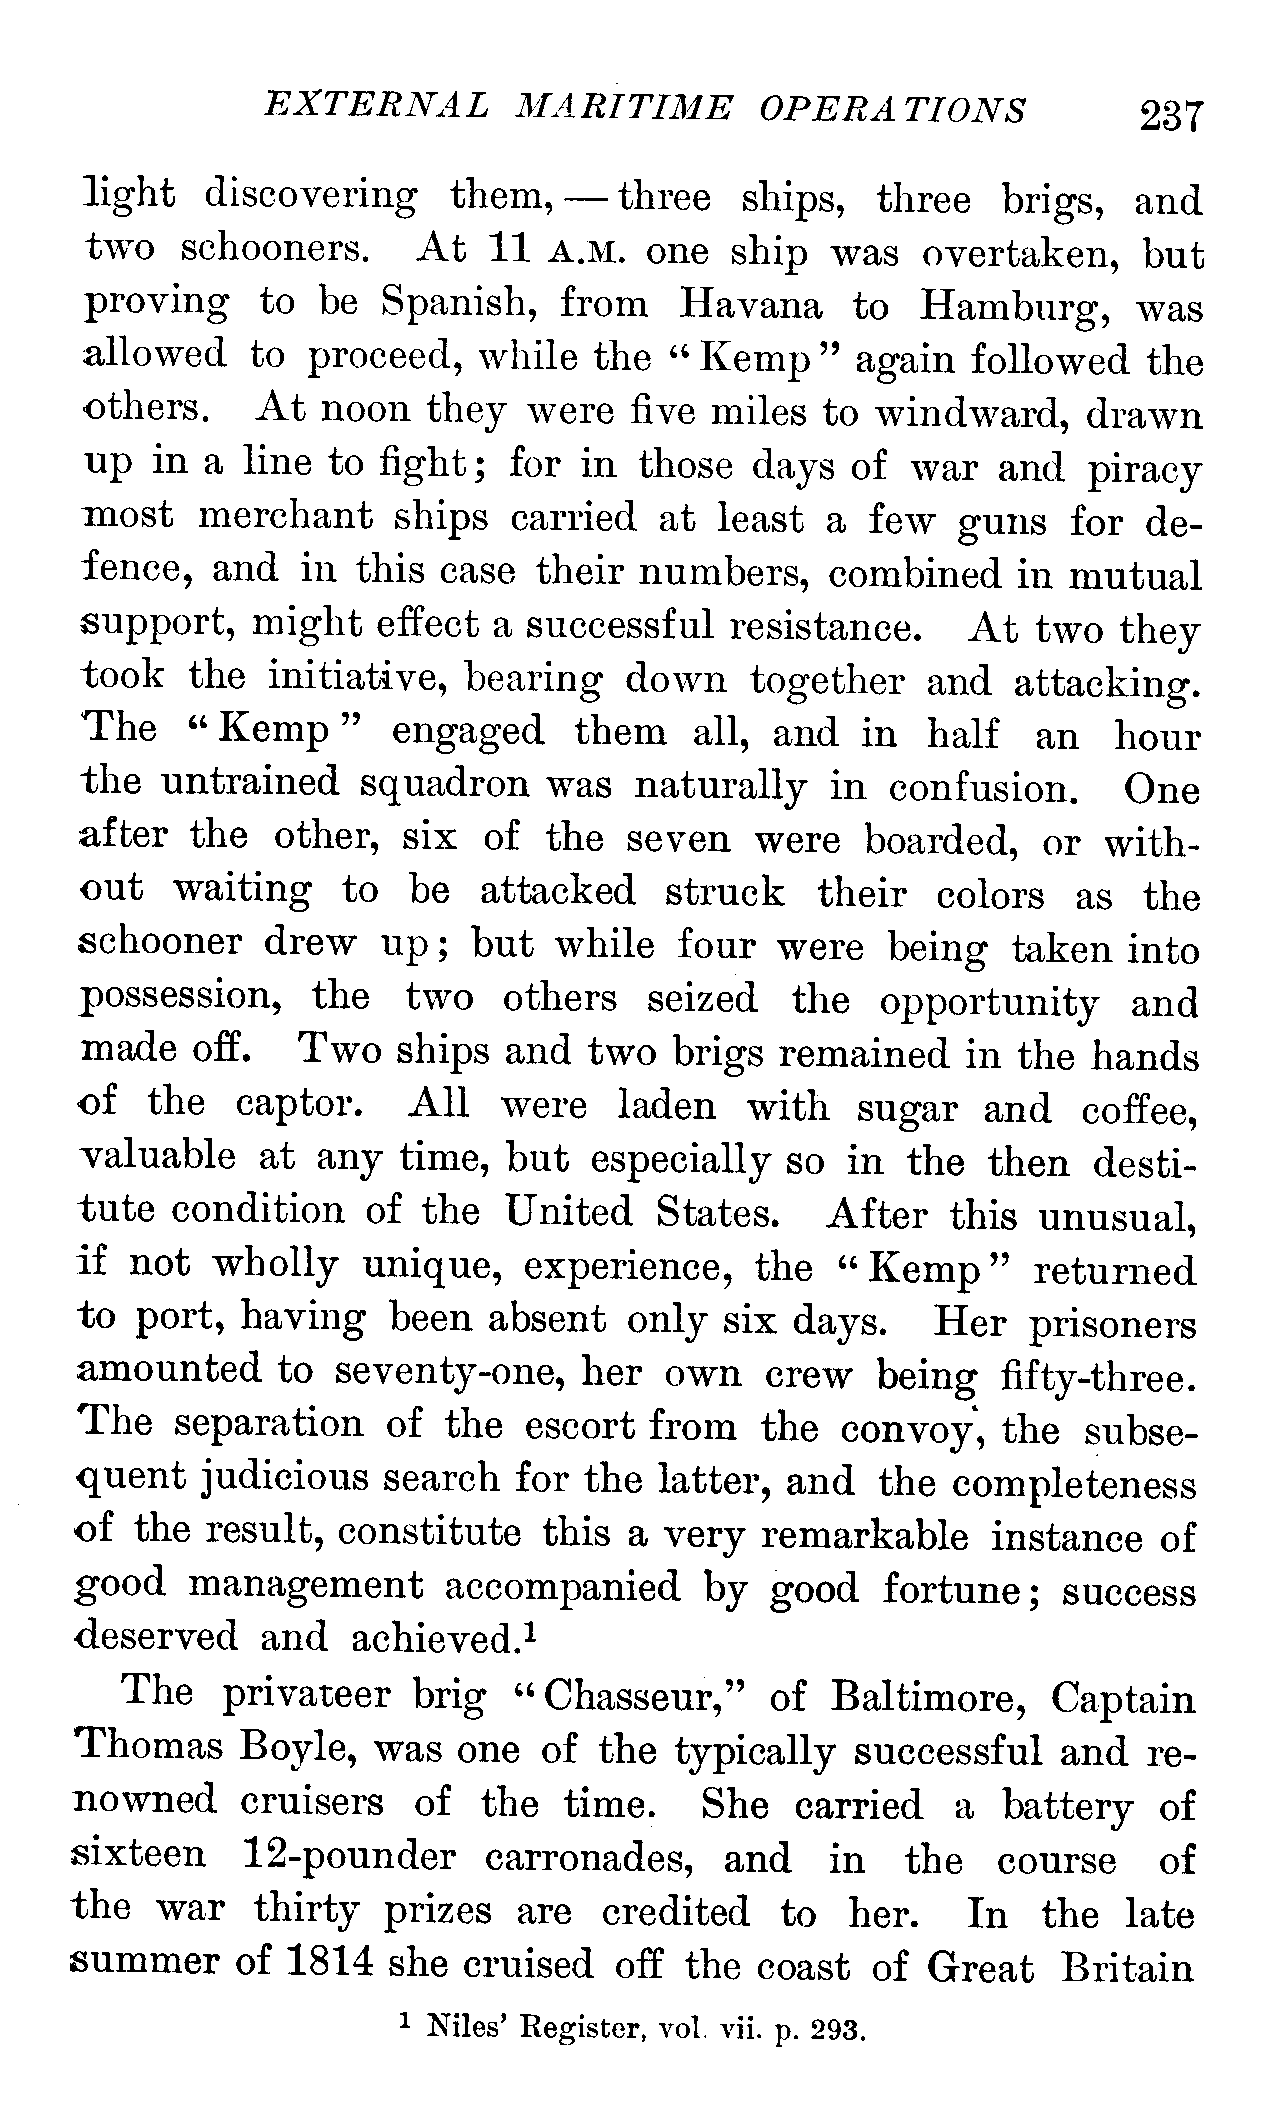 EXTERNAL MARITIME OPERATIONS 237
light discovering them, — three ships, three brigs, and
two schooners. At 11 A.M. one ship was overtaken, but
proving to be Spanish, from Havana to Hamburg, was
allowed to proceed, while the “Kemp” again followed the
others. At noon they were five miles to windward, drawn
up in a line to fight; for in those days of war and piracy
most merchant ships carried at least a few guns for de-
fence, and in this case their numbers, combined in mutual
support, might effect a successful resistance. At two they
took the initiative, bearing down together and attacking.
The “Kemp” engaged them all, and in half an hour
the untrained squadron was naturally in confusion. One
after the other, six of the seven were boarded, or with-
out waiting to be attacked struck their colors as the
schooner drew up; but while four were being taken into
possession, the two others seized the opportunity and
made off. Two ships and two brigs remained in the hands
of the captor. All were laden with sugar and coffee,
valuable at any time, but especially so in the then desti-
tute condition of the United States. After this unusual,
if not wholly unique, experience, the “Kemp” returned
to port, having been absent only six days. Her prisoners
amounted to seventy-one, her own crew being fifty-three.
The separation of the escort from the convoy, the subse-
quent judicious search for the latter, and the completeness
of the result, constitute this a very remarkable instance of
good management accompanied by good fortune; success
deserved and achieved.¹
The privateer brig “Chasseur,” of Baltimore, Captain
Thomas Boyle, was one of the typically successful and re-
nowned cruisers of the time. She carried a battery of
sixteen 12-pounder carronades, and in the course of
the war thirty prizes are credited to her. In the late
summer of 1814 she cruised off the coast of Great Britain
¹ Niles' Register, vol. vii. p. 293.